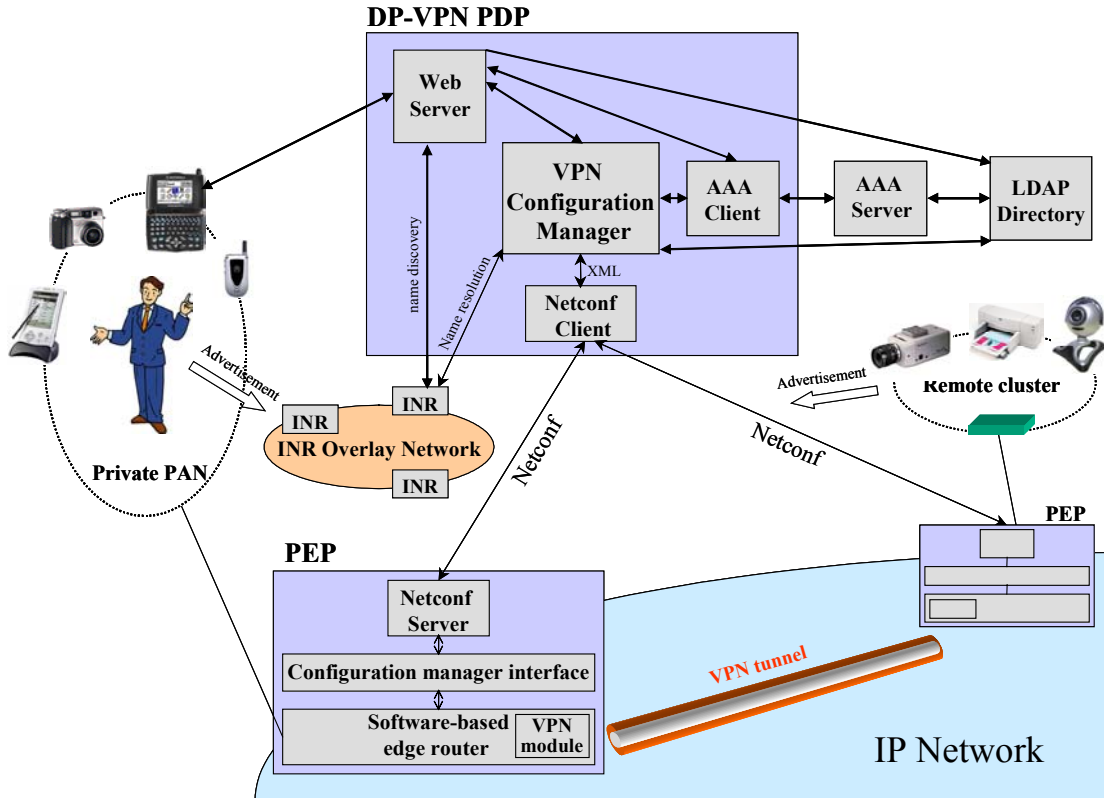 DP-VPN PDP
Web
Server
VPN
Configuration
Manager
AAA
Client
AAA
Server
LDAP
Directory
name discovery
Name resolution
XML
Netconf
Client
Advertisement
Advertisement
Remote cluster
INR
INR
INR Overlay Network
INR
Private PAN
Netconf
Netconf
PEP
PEP
Netconf
Server
Configuration manager interface
Software-based
edge router
VPN
module
VPN tunnel
IP Network